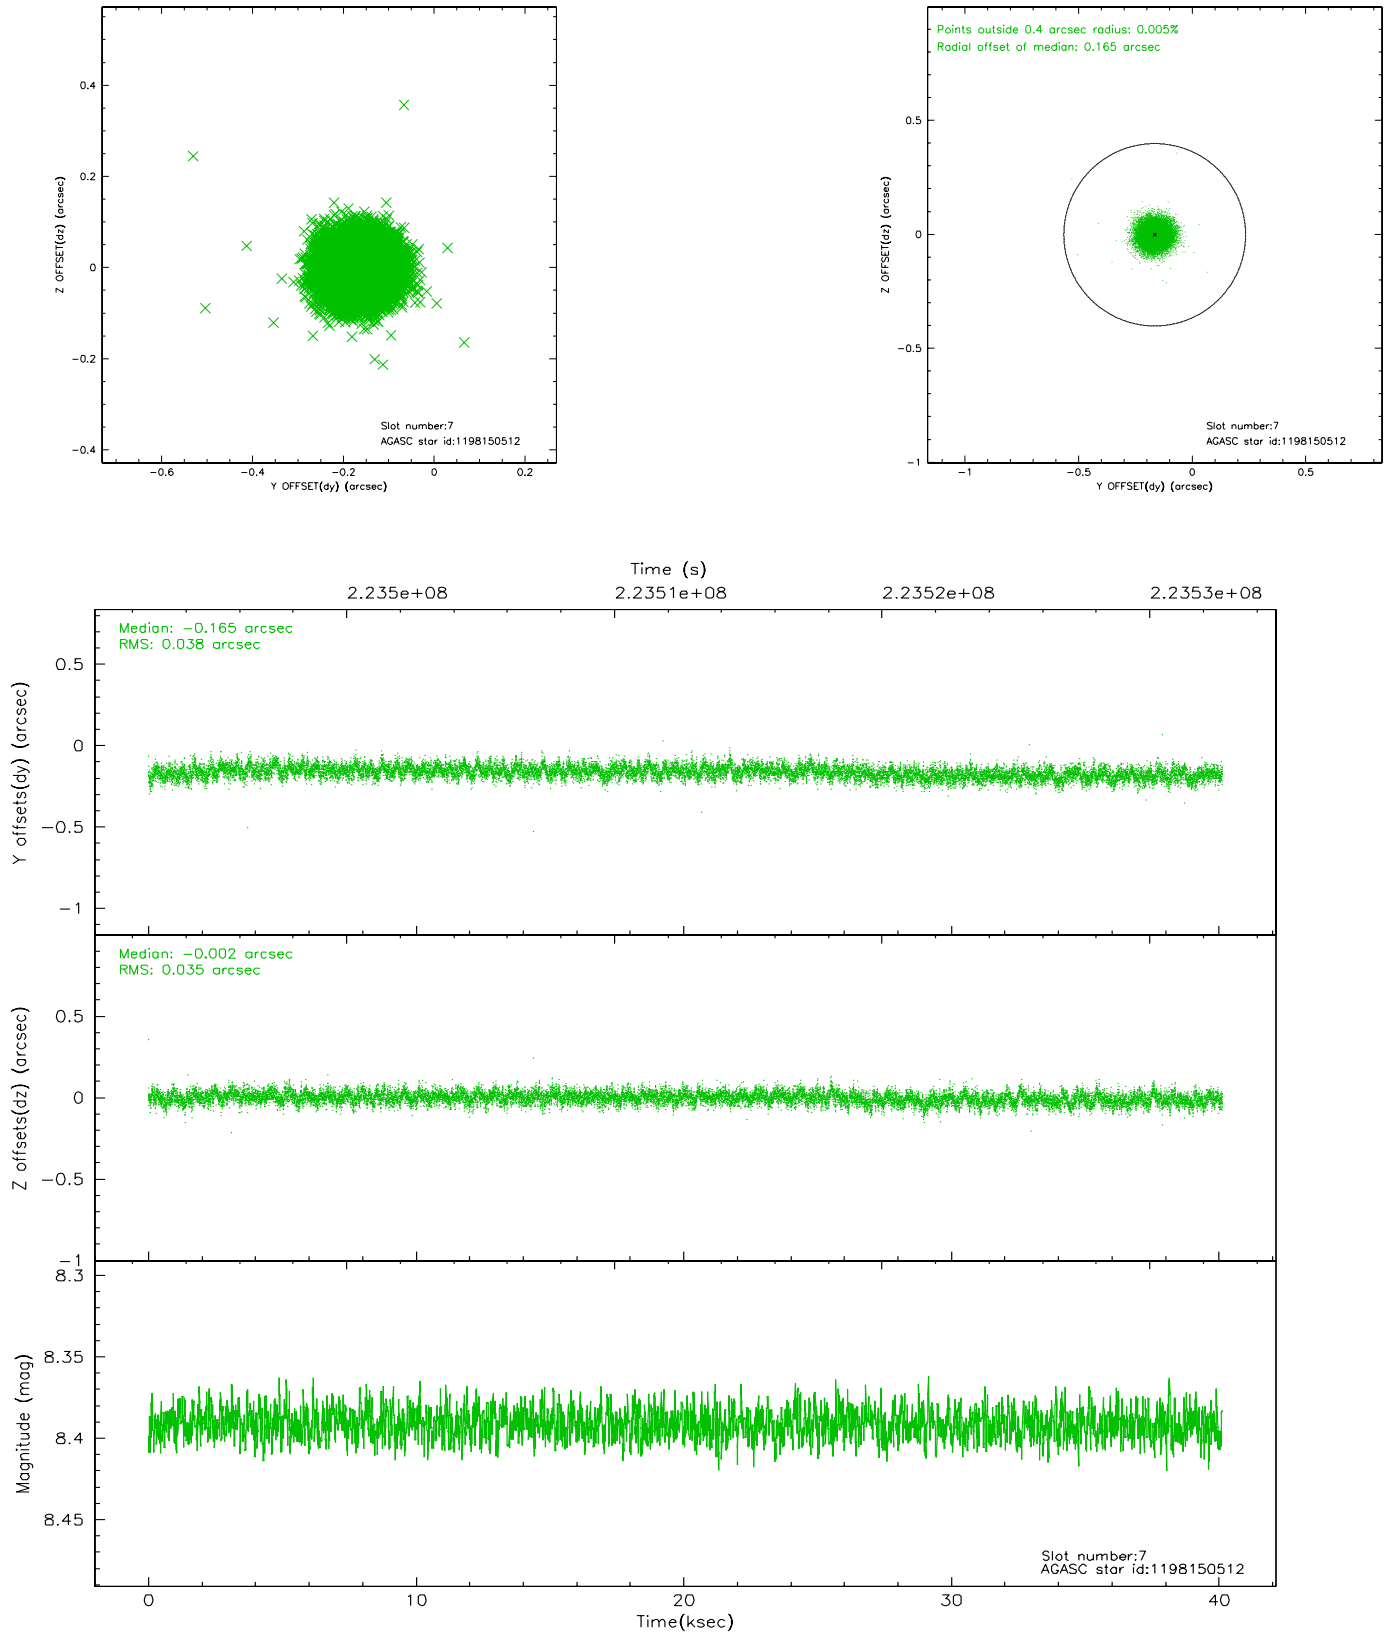 0.4
0.2
0
-0.2
-0.4
Z OFFSET(dz) (arcsec)
-0.6
-0.4
-0.2
0
0.2
Y OFFSET(dy) (arcsec)
Slot number:7
AGASC star id:1198150512
Points outside 0.4 arcsec radius: 0.005%
Radial offset of median: 0.165 arcsec
0.5
0
-0.5
-1
Z OFFSET(dz) (arcsec)
-1
-0.5
0
0.5
Y OFFSET(dy) (arcsec)
Slot number:7
AGASC star id:1198150512
Time (s)
2.235e+08
2.2351e+08
2.2352e+08
2.2353e+08
Median: -0.165 arcsec
RMS: 0.038 arcsec
0.5
0
-0.5
-1
Y offsets(dy) (arcsec)
Median: -0.002 arcsec
RMS: 0.035 arcsec
0.5
0
-0.5
-1
Z offsets(dz) (arcsec)
8.3
8.35
8.4
8.45
Magnitude (mag)
Slot number:7
AGASC star id:1198150512
0
10
20
30
40
Time(ksec)